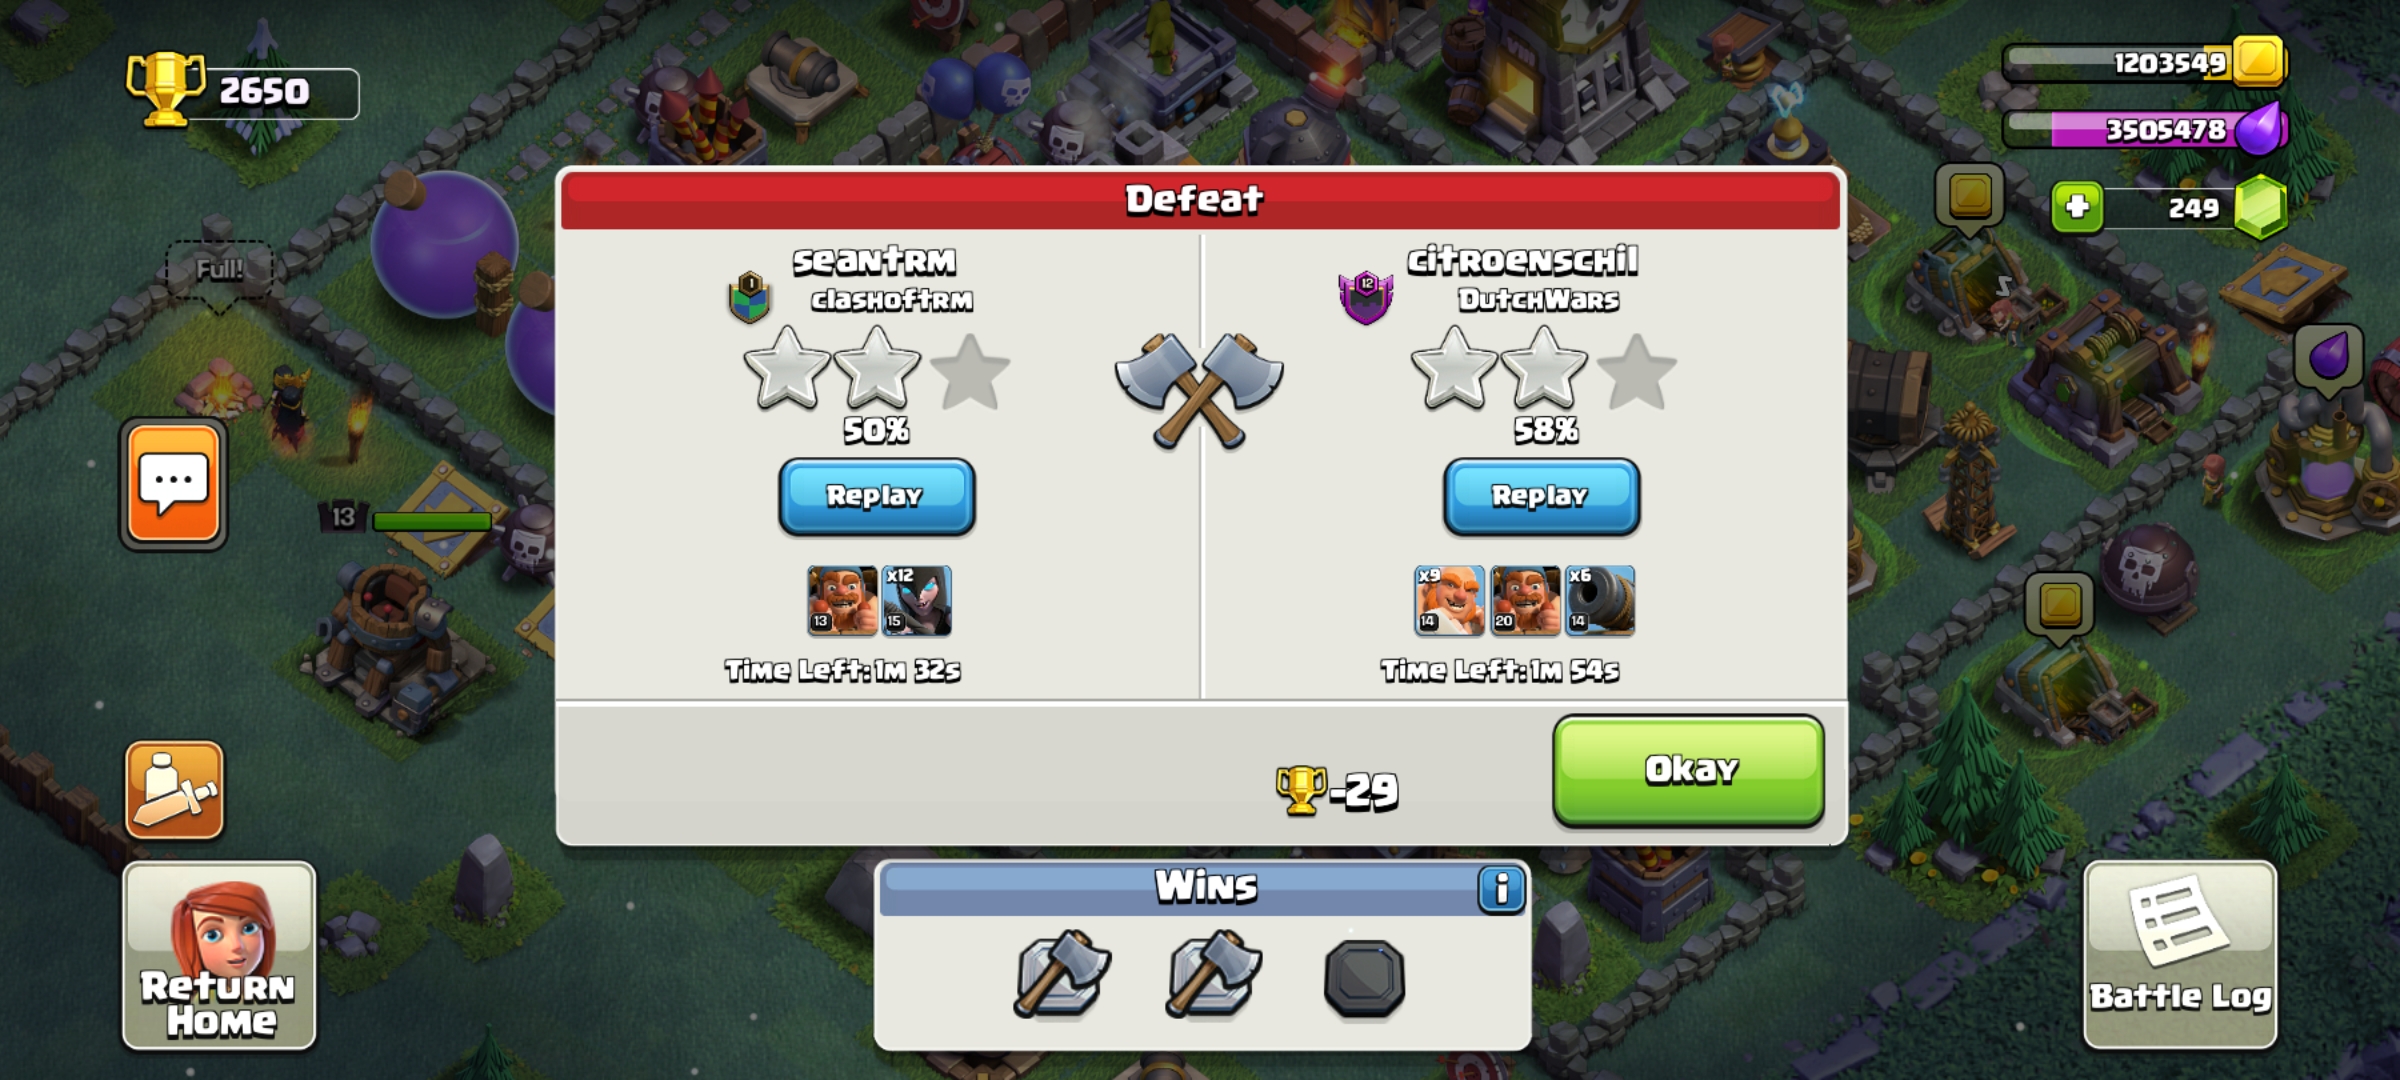 2650
1203549
3505478
249
Full!
Defeat
seantrm
clashoftrm
1
citroenschil
DutchWars
12
50%
58%
Replay
Replay
13
x12
15
x9
14
20
x6
14
Time Left:1m 32s
Time Left:1m 54s
13
-29
Okay
Wins
i
Return
Home
Battle Log